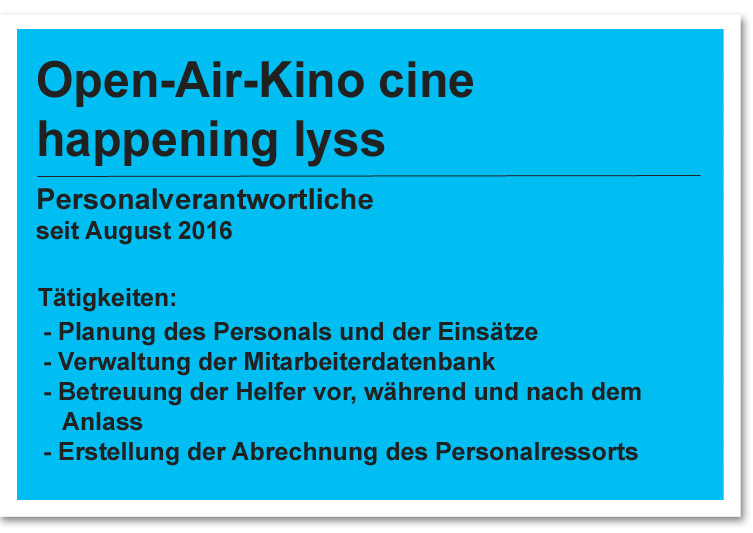 Open-Air-Kino cine
happening lyss
Personalverantwortliche
seit August 2016
Tätigkeiten:
- Planung des Personals und der Einsätze
- Verwaltung der Mitarbeiterdatenbank
- Betreuung der Helfer vor, während und nach dem
Anlass
- Erstellung der Abrechnung des Personalressorts